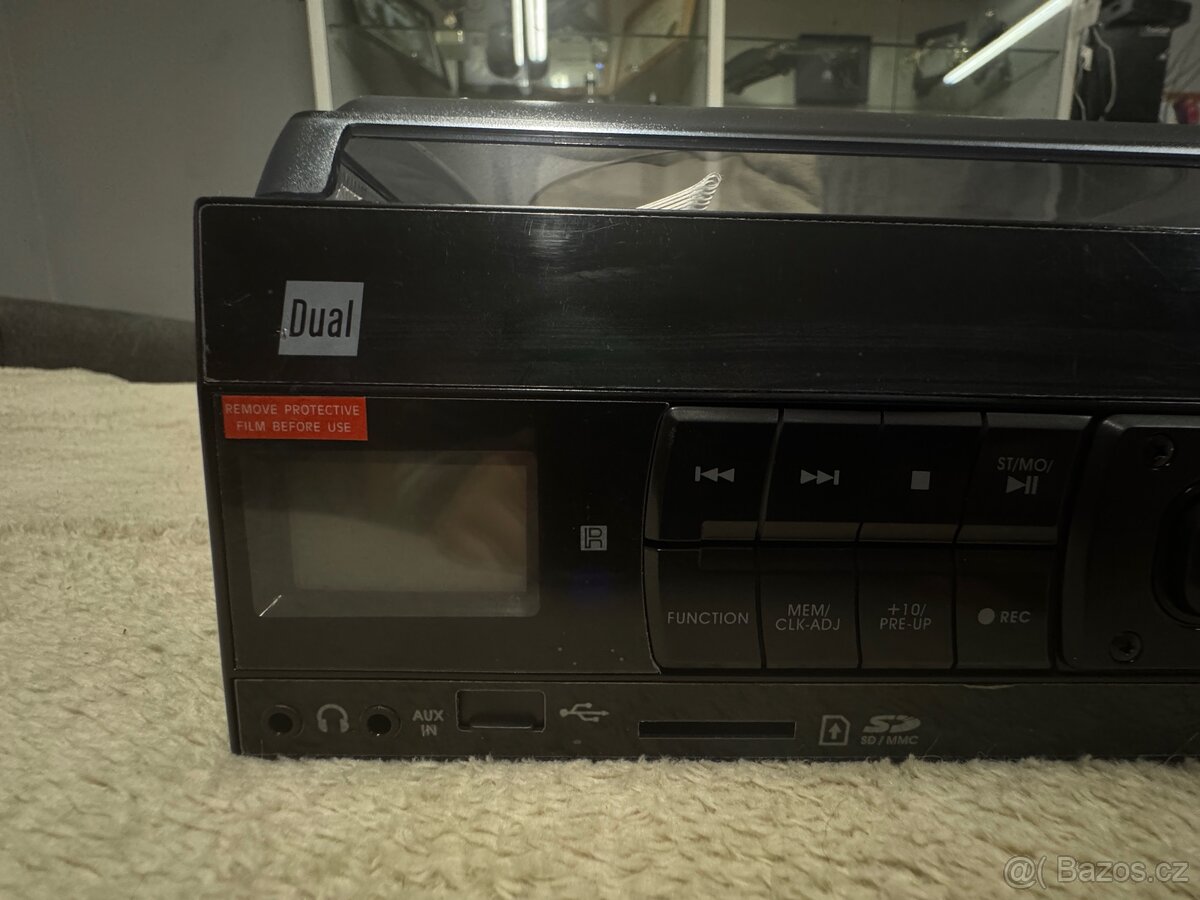 Dual
REMOVE PROTECTIVE
FILM BEFORE USE
ST/MO/
FUNCTION
MEM/
CLK-ADJ
+10/
PRE-UP
REC
AUX
IN
SD/MMC
@( Bazos.cz